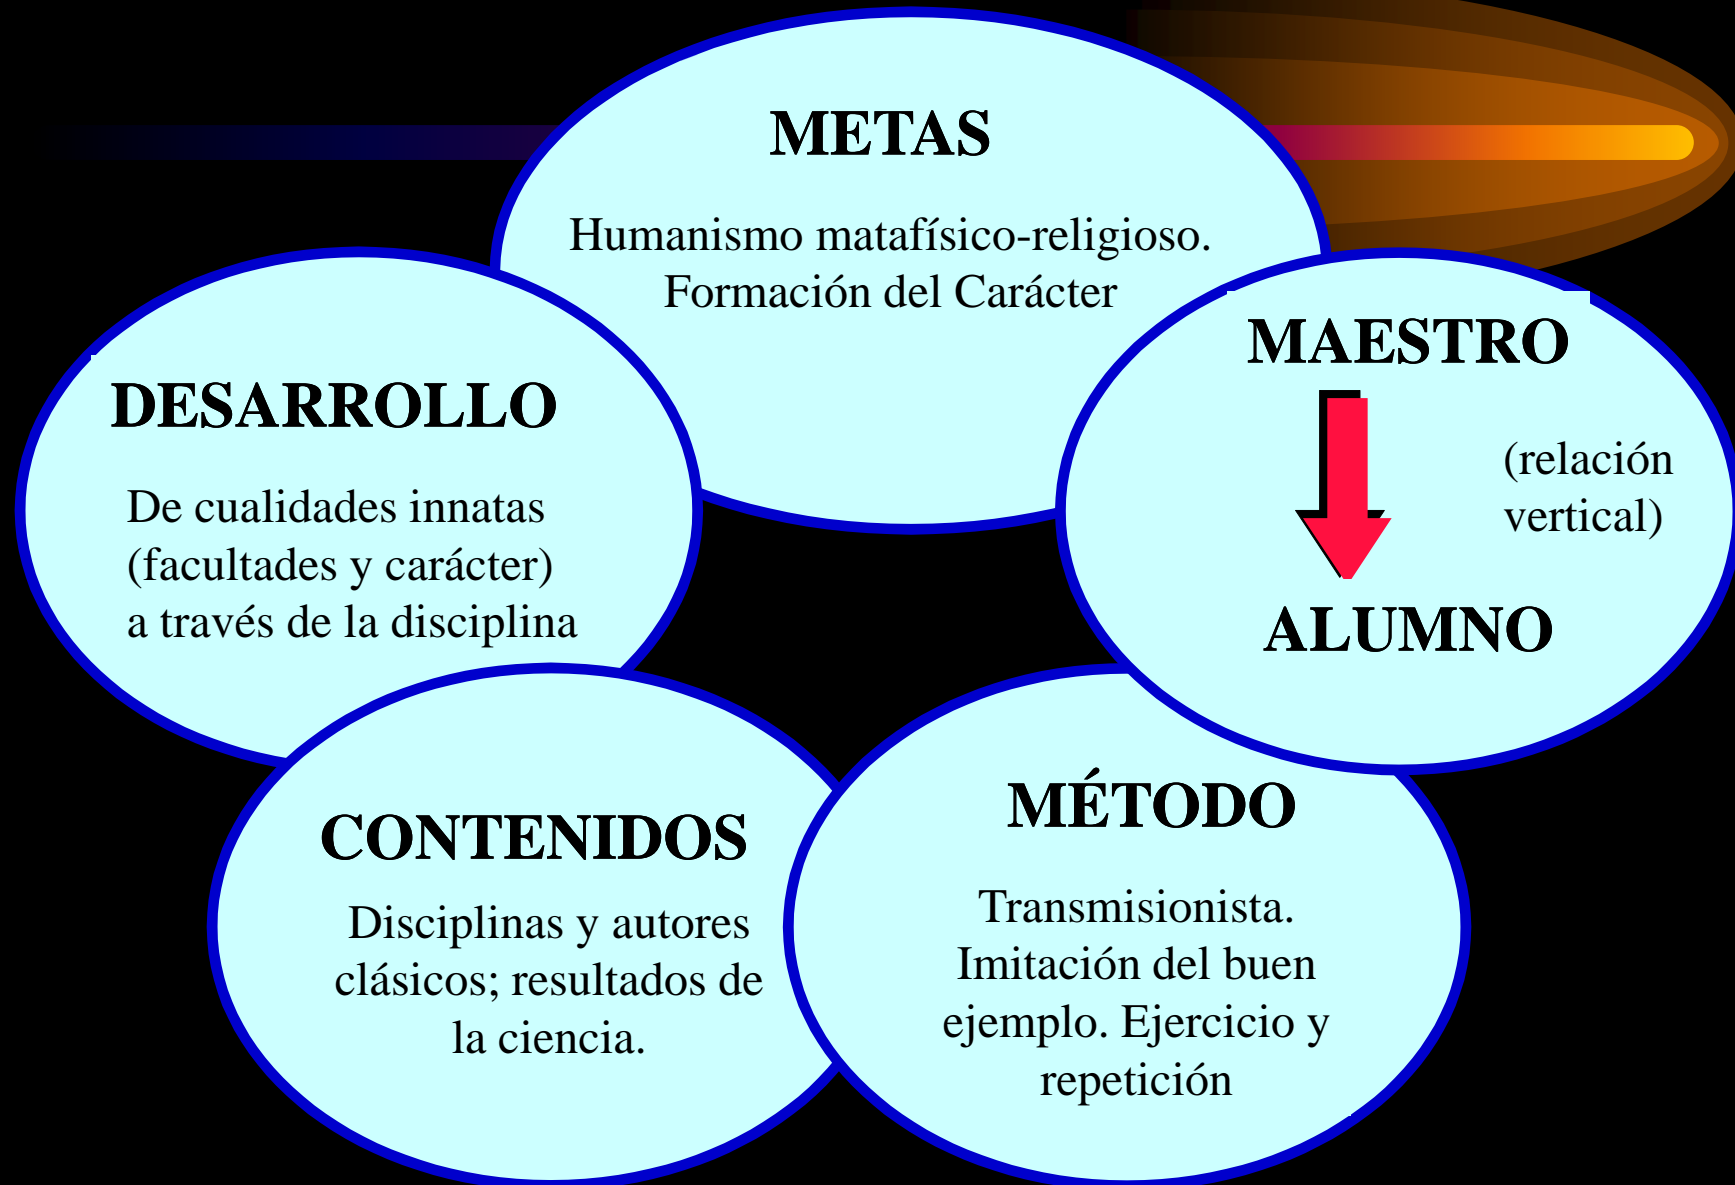 METAS
Humanismo matafísico-religioso.
Formación del Carácter
MAESTRO
(relación
vertical)
ALUMNO
DESARROLLO
De cualidades innatas
(facultades y carácter)
a través de la disciplina
CONTENIDOS
Disciplinas y autores
clásicos; resultados de
la ciencia.
MÉTODO
Transmisionista.
Imitación del buen
ejemplo. Ejercicio y
repetición